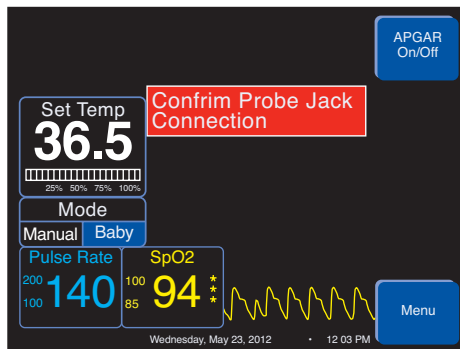 APGAR
On/Off
Confrim Probe Jack
Connection
Set Temp
36.5
25% 50% 75% 100%
Mode
Manual Baby
Pulse Rate
200
100
140
SpO2
100
85
94
***
Menu
Wednesday, May 23, 2012 • 12 03 PM